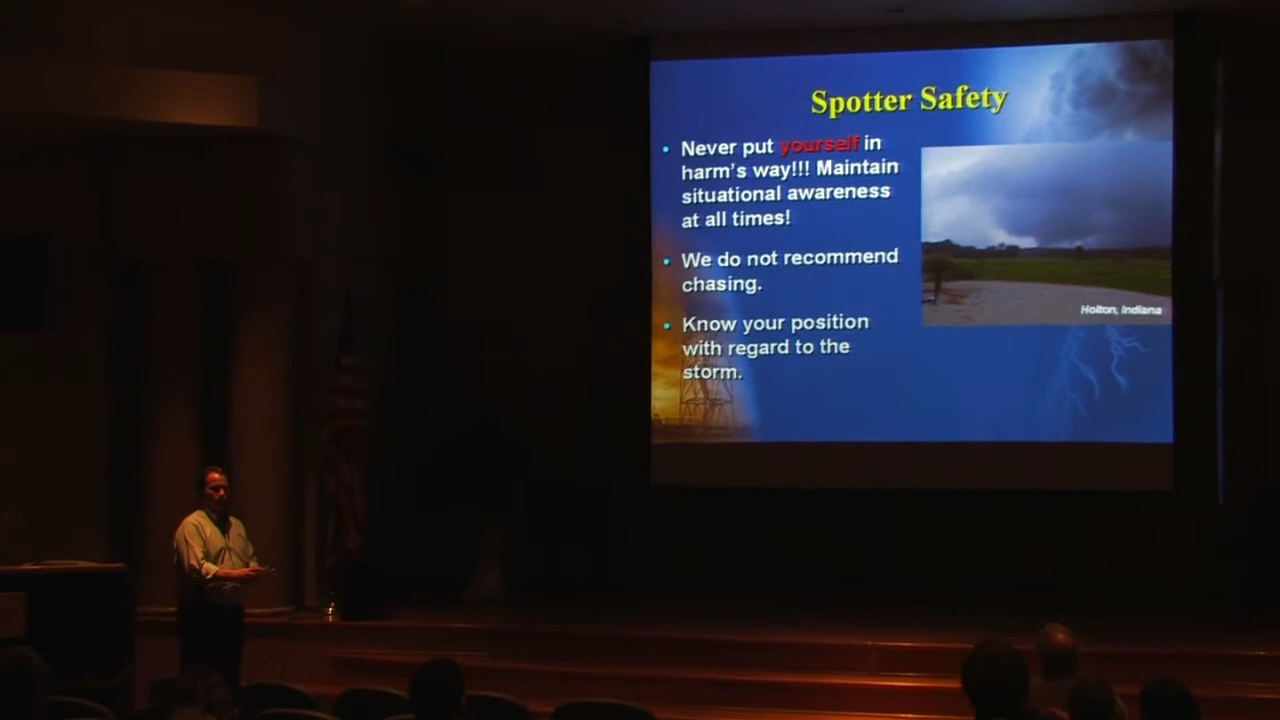 Spotter Safety
• Never put yourself in
harm's way!!! Maintain
situational awareness
at all times!
• We do not recommend
chasing.
• Know your position
with regard to the
storm.
Holton, Indiana